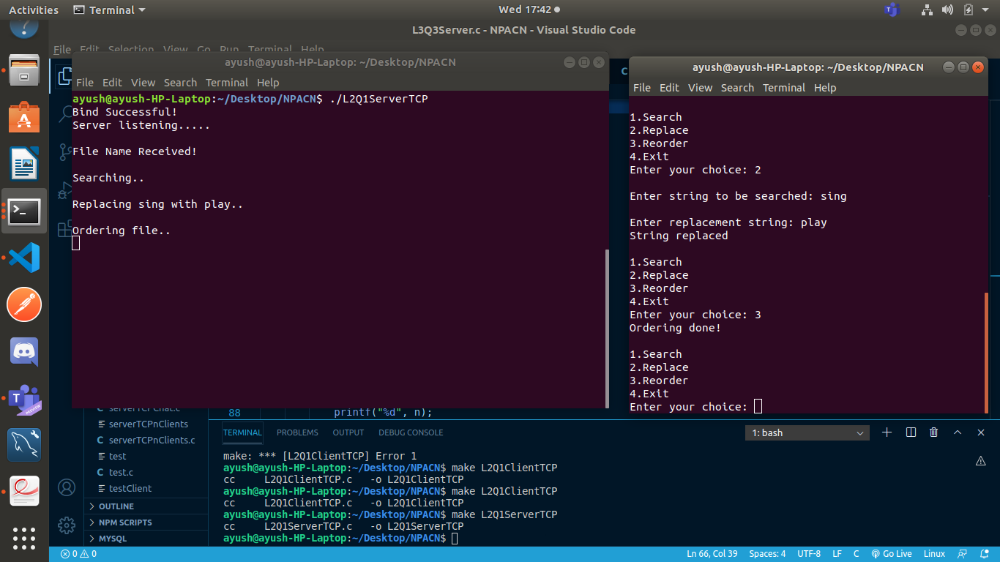 Activities Terminal Wed 17:42
L3Q3Server.c - NPACN - Visual Studio Code
File Edit Selection View Go Run Terminal Help
ayush@ayush-HP-Laptop: ~/Desktop/NPACN
File Edit View Search Terminal Help
ayush@ayush-HP-Laptop:~/Desktop/NPACN$ ./L2Q1ServerTCP
Bind Successful!
Server listening.....
File Name Received!
Searching..
Replacing sing with play..
Ordering file..
ayush@ayush-HP-Laptop: ~/Desktop/NPACN
File Edit View Search Terminal Help
1.Search
2.Replace
3.Reorder
4.Exit
Enter your choice: 2
Enter string to be searched: sing
Enter replacement string: play
String replaced
1.Search
2.Replace
3.Reorder
4.Exit
Enter your choice: 3
Ordering done!
1.Search
2.Replace
3.Reorder
4.Exit
Enter your choice:
serverTCPChat.c
serverTCPnClients
C serverTCPnClients.c
test
C test.c
testClient
OUTLINE
NPM SCRIPTS
MYSQL
88 printf("%d", n);
TERMINAL PROBLEMS OUTPUT DEBUG CONSOLE 1: bash
make: *** [L2Q1ClientTCP] Error 1
ayush@ayush-HP-Laptop:~/Desktop/NPACN$ make L2Q1ClientTCP
cc L2Q1ClientTCP.c -o L2Q1ClientTCP
ayush@ayush-HP-Laptop:~/Desktop/NPACN$ make L2Q1ClientTCP
cc L2Q1ClientTCP.c -o L2Q1ClientTCP
ayush@ayush-HP-Laptop:~/Desktop/NPACN$ make L2Q1ServerTCP
cc L2Q1ServerTCP.c -o L2Q1ServerTCP
ayush@ayush-HP-Laptop:~/Desktop/NPACN$
0 0 Ln 66, Col 39 Spaces: 4 UTF-8 LF C Go Live Linux